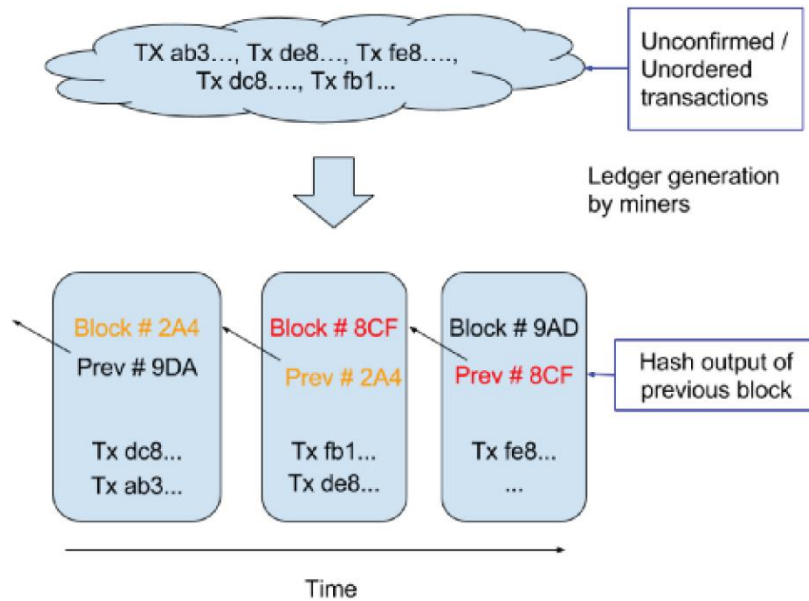 TX ab3..., Tx de8..., Tx fe8....,
Tx dc8...., Tx fb1...
Unconfirmed /
Unordered
transactions
Ledger generation
by miners
Block # 2A4
Prev # 9DA
Tx dc8...
Tx ab3...
Block # 8CF
Prev # 2A4
Tx fb1...
Tx de8...
Block # 9AD
Prev # 8CF
Tx fe8...
...
Hash output of
previous block
Time